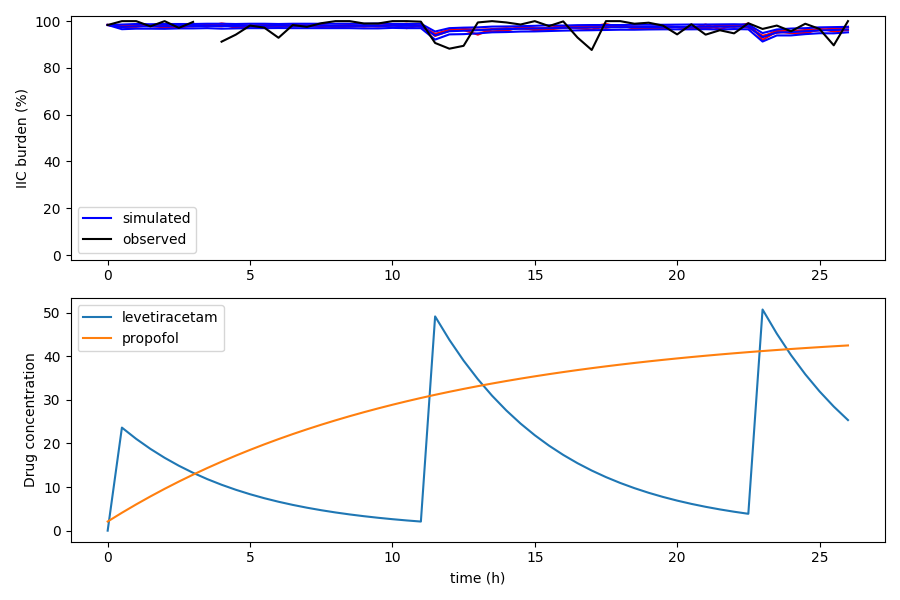 IIC burden (%)
100
80
60
40
20
0
simulated
observed
0 5 10 15 20 25
Drug concentration
50
40
30
20
10
0
levetiracetam
propofol
0 5 10 15 20 25
time (h)